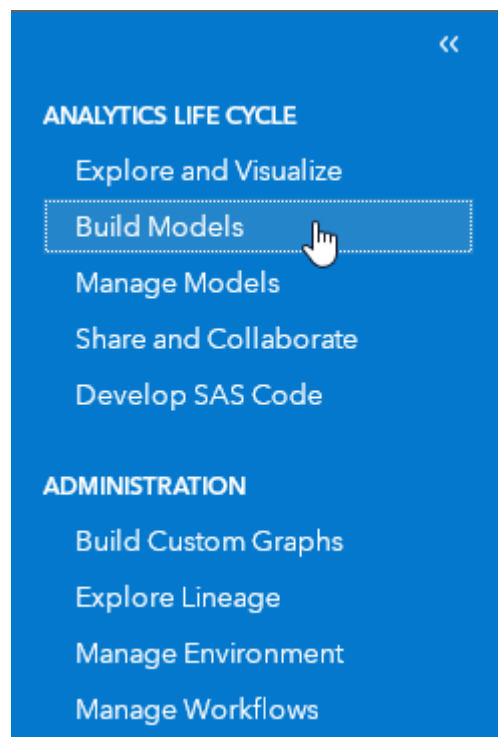 «
ANALYTICS LIFE CYCLE
Explore and Visualize
Build Models
Manage Models
Share and Collaborate
Develop SAS Code
ADMINISTRATION
Build Custom Graphs
Explore Lineage
Manage Environment
Manage Workflows